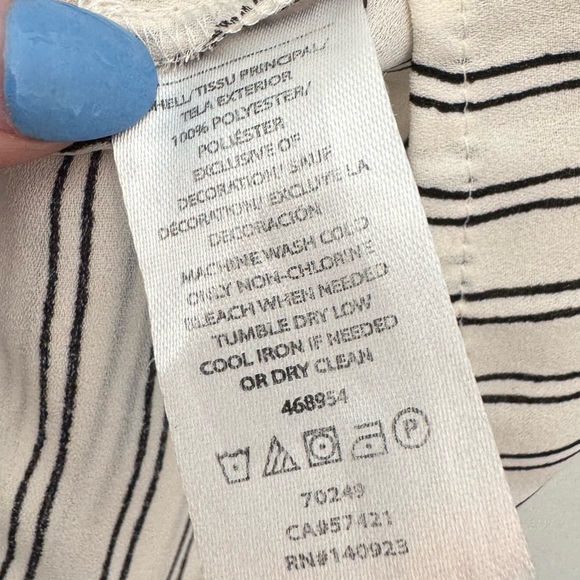 SHELL/TISSU PRINCIPAL/
TELA EXTERIOR
100% POLYESTER/
POLIÉSTER
EXCLUSIVE OF
DECORATION/ SAUF
DÉCORATION/ EXCLUYE LA
DECORACIÓN
MACHINE WASH COLD
ONLY NON-CHLORINE
BLEACH WHEN NEEDED
TUMBLE DRY LOW
COOL IRON IF NEEDED
OR DRY CLEAN
468954
P
70249
CA#57421
RN#140923